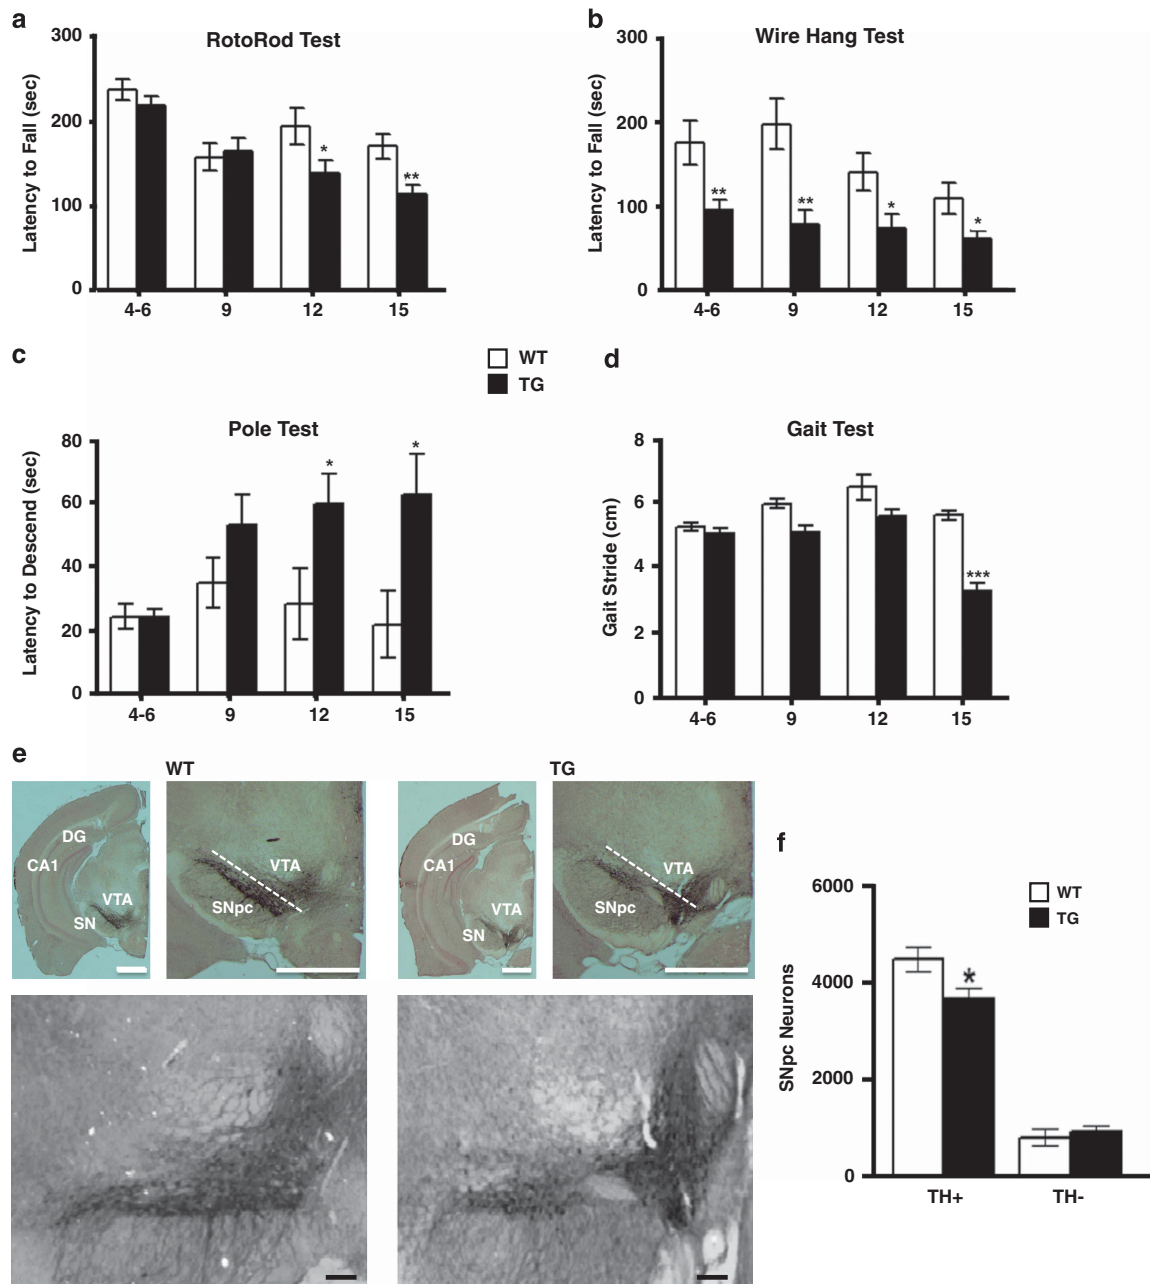 a
RotoRod Test
Latency to Fall (sec)
300
200
100
0
*
**
4-6 9 12 15
b
Wire Hang Test
Latency to Fall (sec)
300
200
100
0
**
**
*
*
4-6 9 12 15
c
WT
TG
Pole Test
Latency to Descend (sec)
80
60
40
20
0
*
*
4-6 9 12 15
d
Gait Test
Gait Stride (cm)
8
6
4
2
0
***
4-6 9 12 15
e
WT
TG
DG
CA1
VTA
SN
VTA
SNpc
DG
CA1
VTA
SN
VTA
SNpc
f
WT
TG
SNpc Neurons
6000
4000
2000
0
*
TH+ TH-